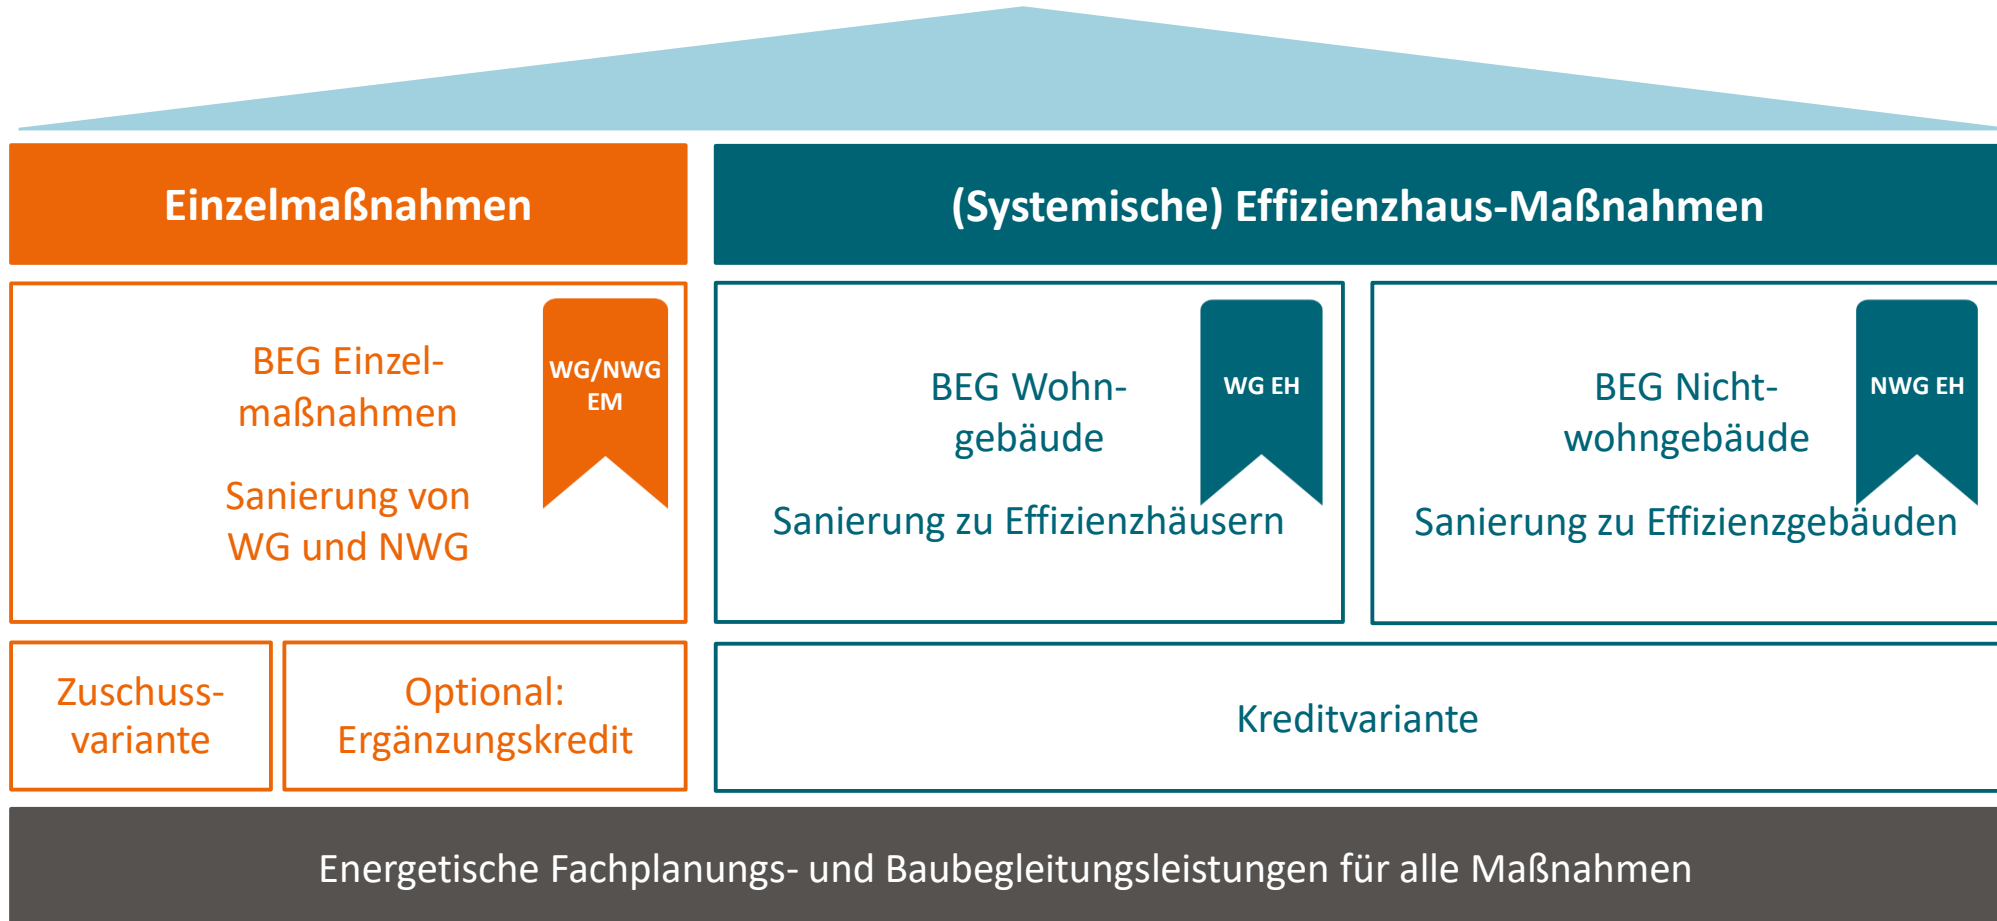 Einzelmaßnahmen
(Systemische) Effizienzhaus-Maßnahmen
BEG Einzel-
maßnahmen
Sanierung von
WG und NWG
WG/NWG
EM
BEG Wohn-
gebäude
Sanierung zu Effizienzhäusern
WG EH
BEG Nicht-
wohngebäude
Sanierung zu Effizienzgebäuden
NWG EH
Zuschuss-
variante
Optional:
Ergänzungskredit
Kreditvariante
Energetische Fachplanungs- und Baubegleitungsleistungen für alle Maßnahmen